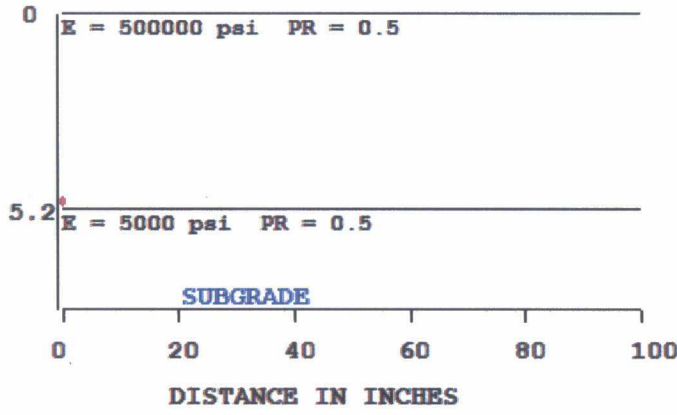 0
E = 500000 psi PR = 0.5
5.2
E = 5000 psi PR = 0.5
SUBGRADE
0 20 40 60 80 100
DISTANCE IN INCHES